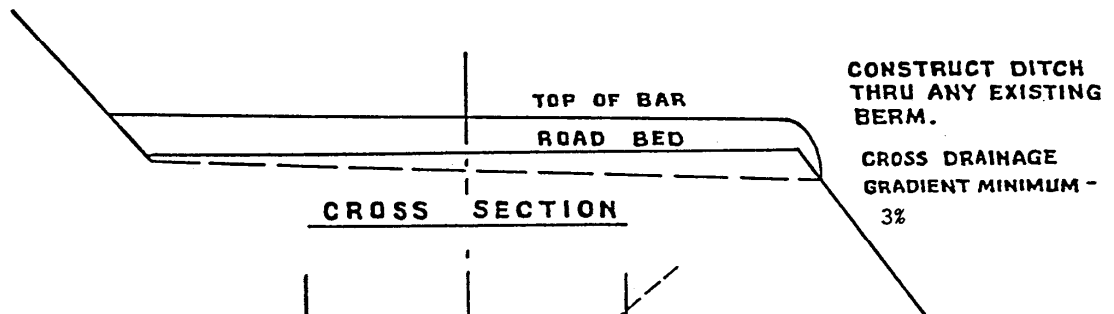 TOP OF BAR
ROAD BED
CROSS SECTION
CONSTRUCT DITCH
THRU ANY EXISTING
BERM.
CROSS DRAINAGE
GRADIENT MINIMUM -
3%